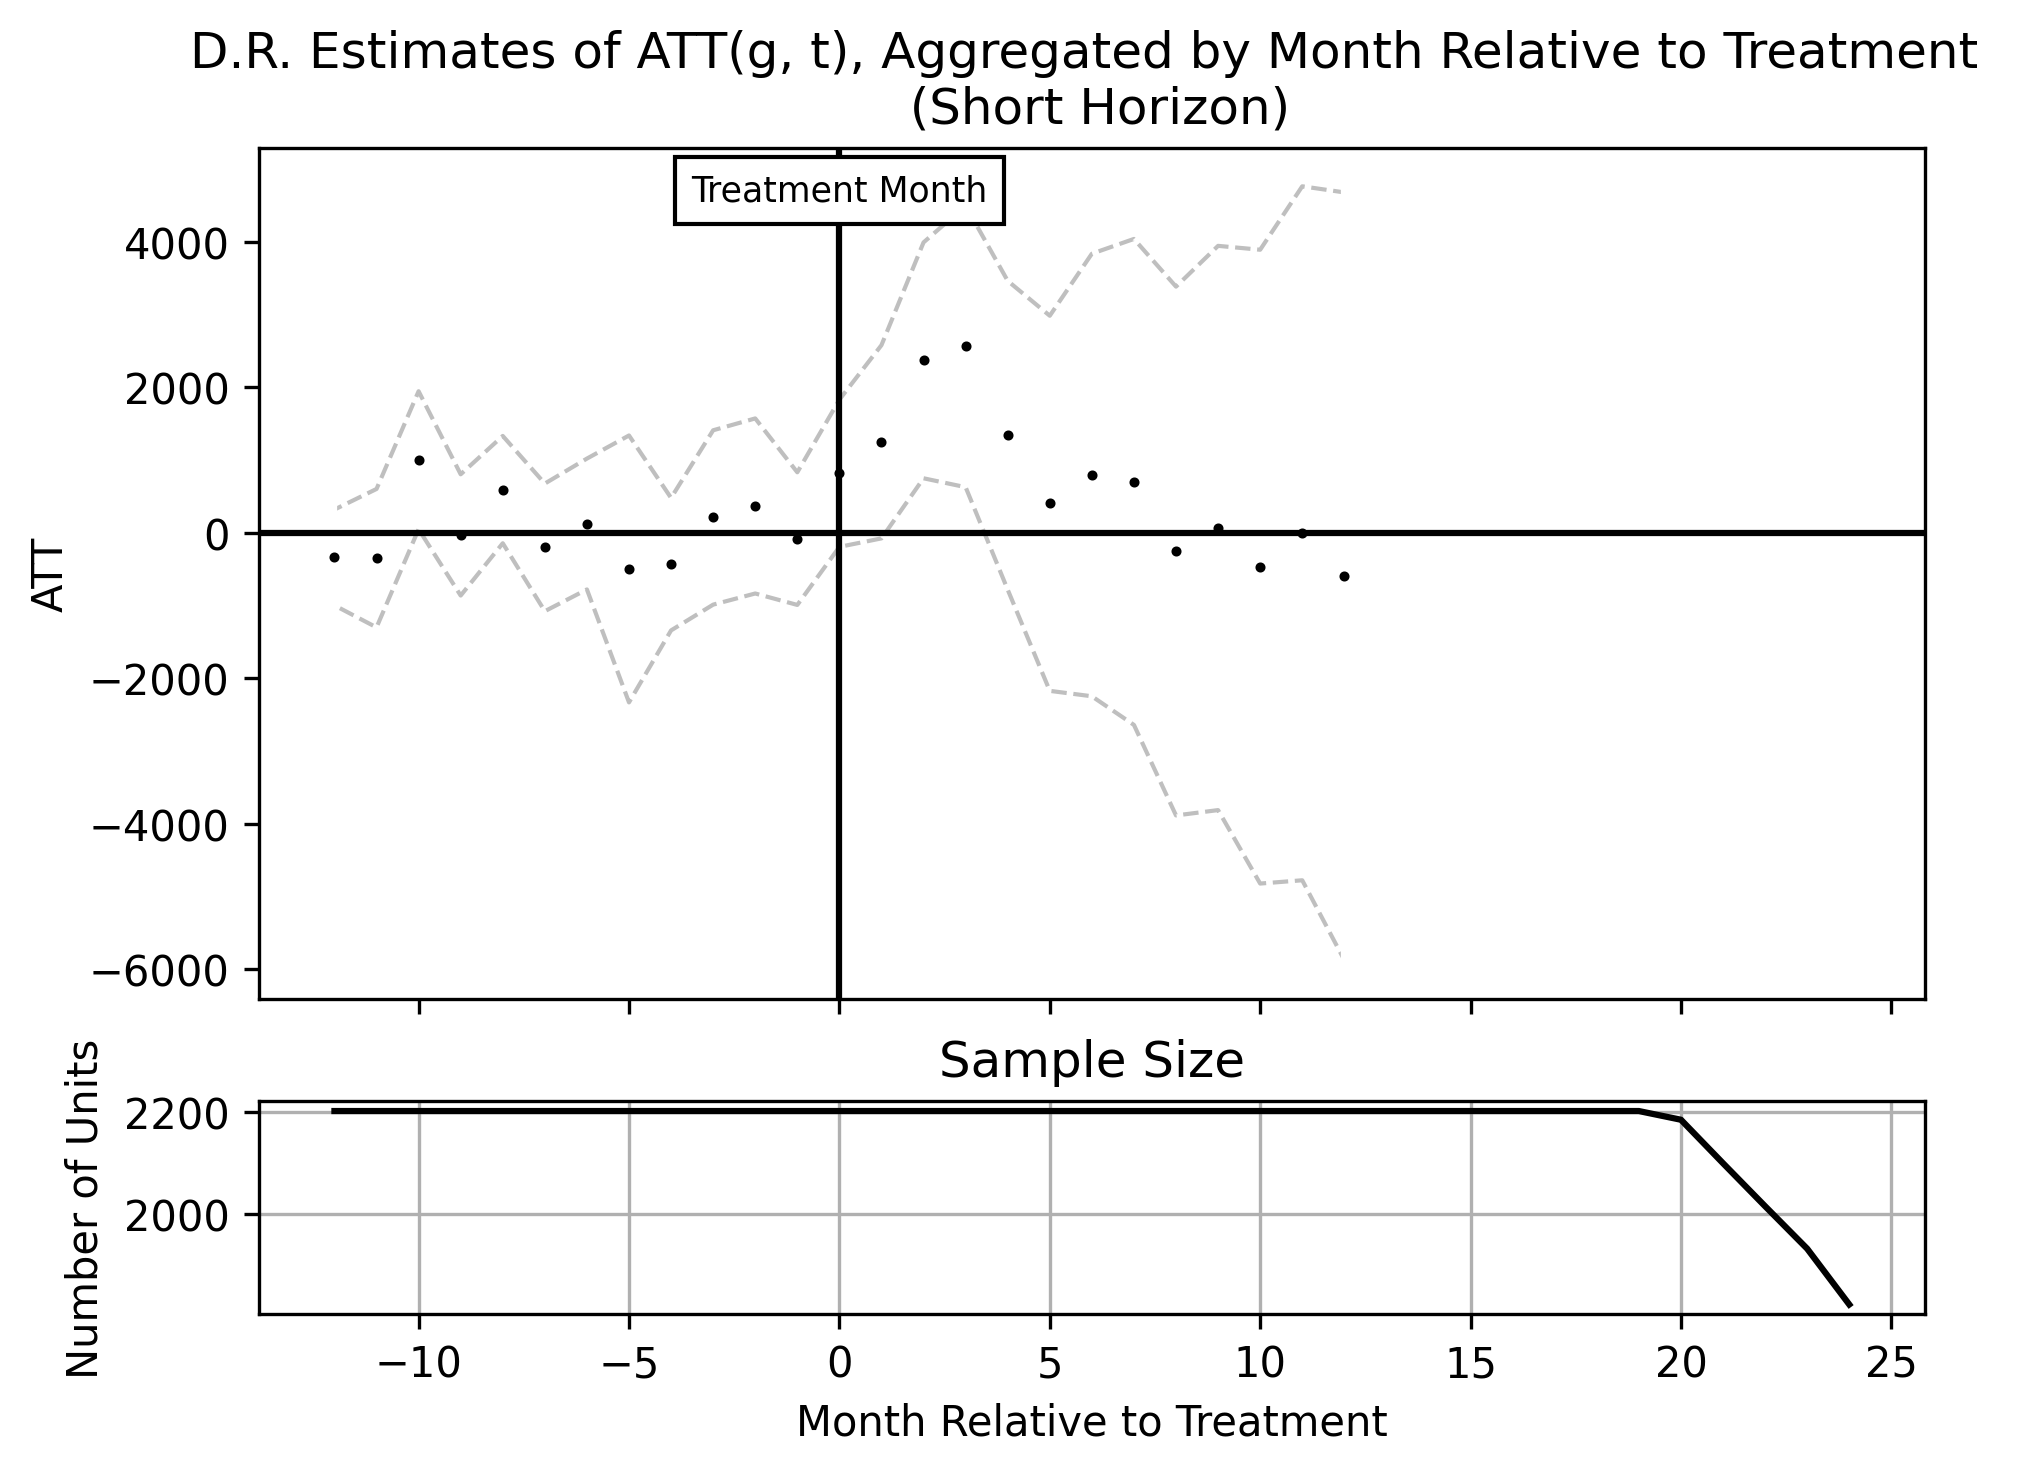 D.R. Estimates of ATT(g, t), Aggregated by Month Relative to Treatment
(Short Horizon)
Treatment Month
4000
2000
0
−2000
−4000
−6000
ATT
Sample Size
2200
2000
Number of Units
−10 −5 0 5 10 15 20 25
Month Relative to Treatment